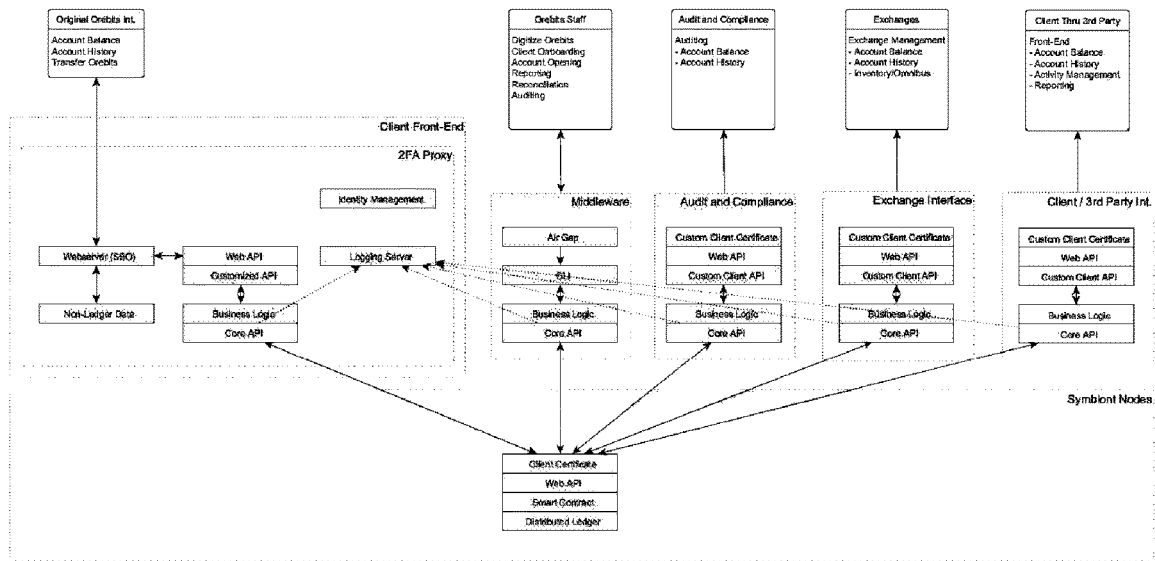 Original Orebits Int.
Account Balance
Account History
Transfer Orebits
Orebits Staff
Digitize Orebits
Client Onboarding
Account Opening
Reporting
Reconciliation
Auditing
Audit and Compliance
Auditing
- Account Balance
- Account History
Exchanges
Exchange Management
- Account Balance
- Account History
- Inventory/Omnibus
Client Thru 3rd Party
Front-End
- Account Balance
- Account History
- Activity Management
- Reporting
Client Front-End
2FA Proxy
Identity Management
Webserver (SSO)
Web API
Customized API
Logging Server
Non-Ledger Data
Business Logic
Core API
Middleware
Air Gap
CLI
Business Logic
Core API
Audit and Compliance
Custom Client Certificate
Web API
Custom Client API
Business Logic
Core API
Exchange Interface
Custom Client Certificate
Web API
Custom Client API
Business Logic
Core API
Client / 3rd Party Int.
Custom Client Certificate
Web API
Custom Client API
Business Logic
Core API
Symbiont Nodes
Client Certificate
Web API
Smart Contract
Distributed Ledger